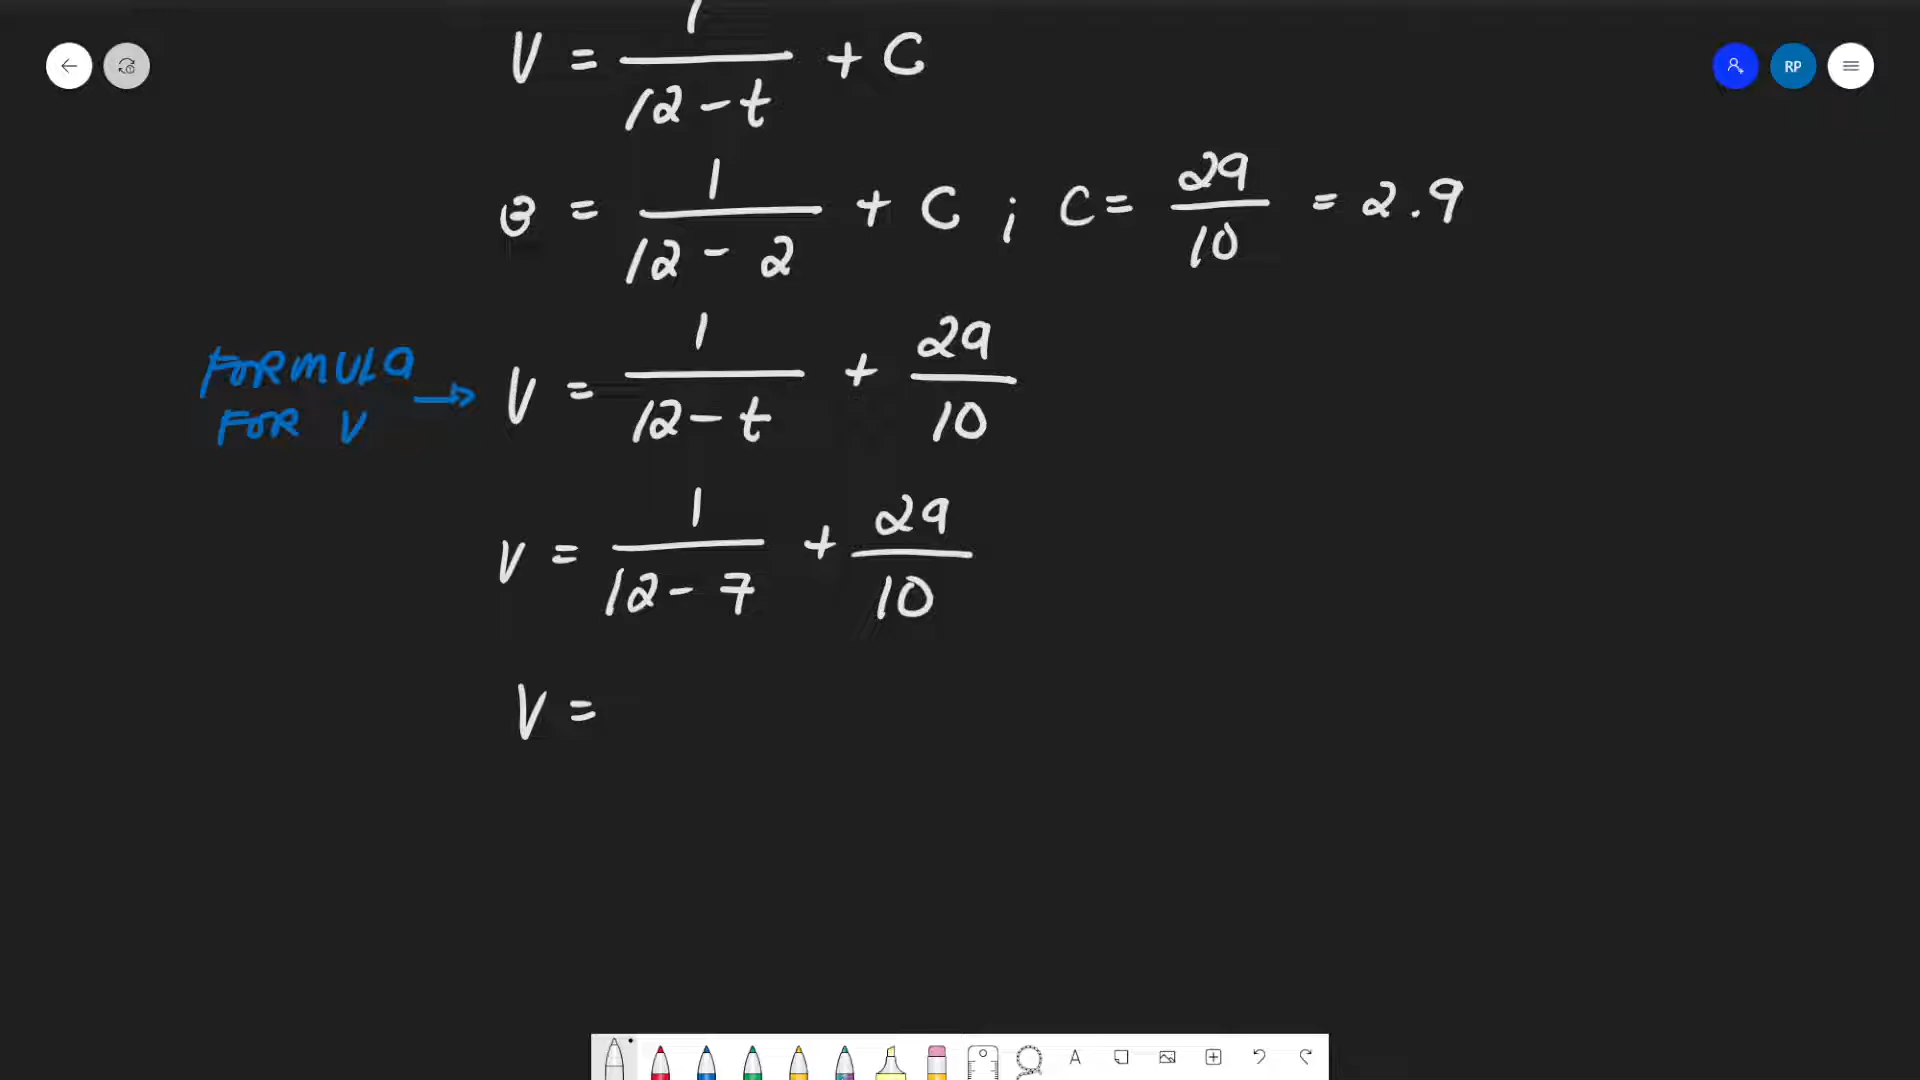 V = 1/(12 - t) + C
3 = 1/(12 - 2) + C ; C = 29/10 = 2.9
FORMULA FOR V → V = 1/(12 - t) + 29/10
V = 1/(12 - 7) + 29/10
V =
RP
A